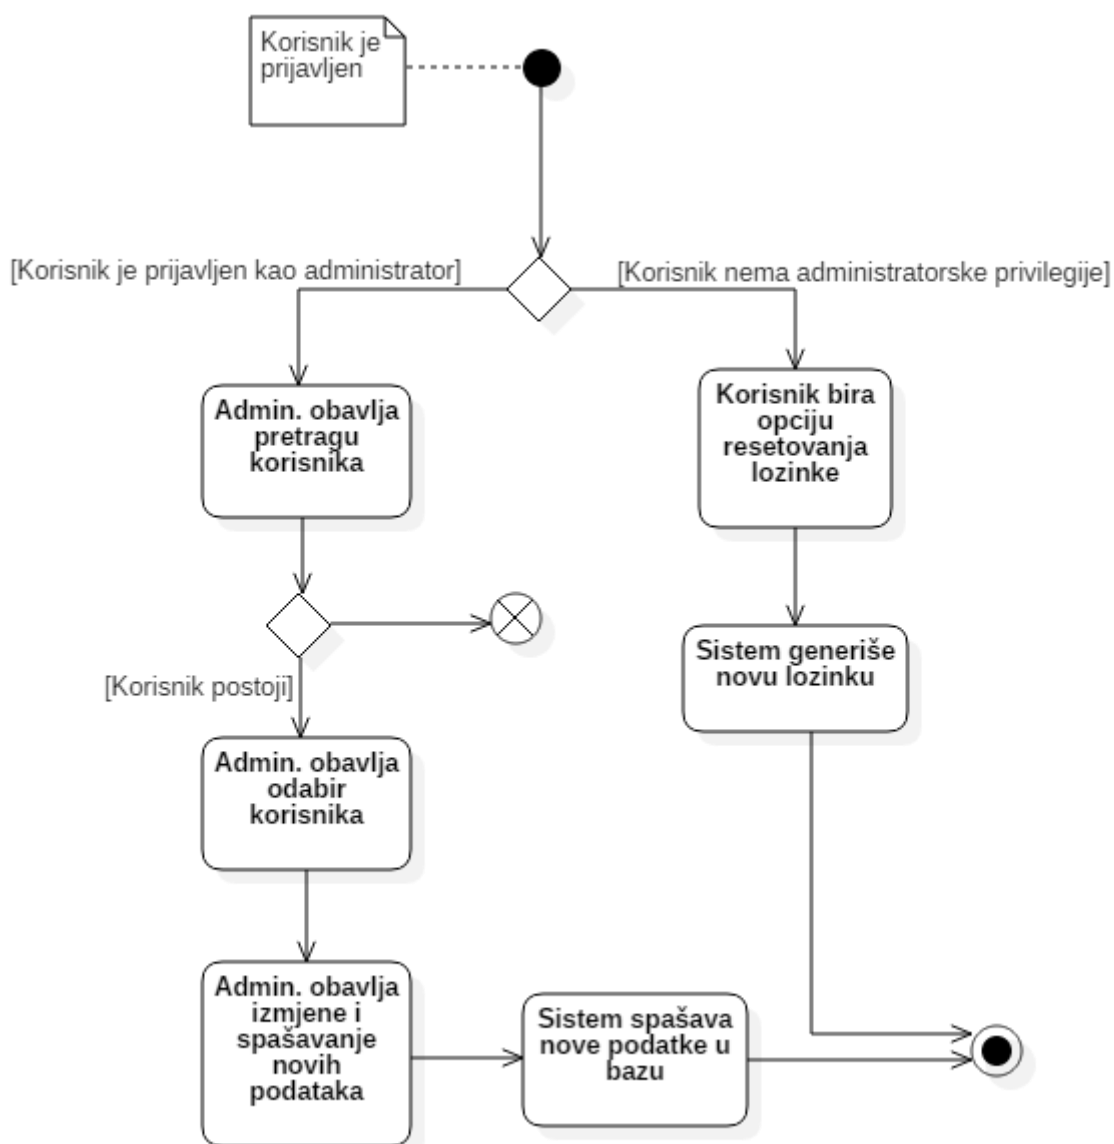 Korisnik je
prijavljen
[Korisnik je prijavljen kao administrator]
[Korisnik nema administratorske privilegije]
Admin. obavlja
pretragu
korisnika
Korisnik bira
opciju
resetovanja
lozinke
[Korisnik postoji]
Sistem generiše
novu lozinku
Admin. obavlja
odabir
korisnika
Admin. obavlja
izmjene i
spašavanje
novih
podataka
Sistem spašava
nove podatke u
bazu